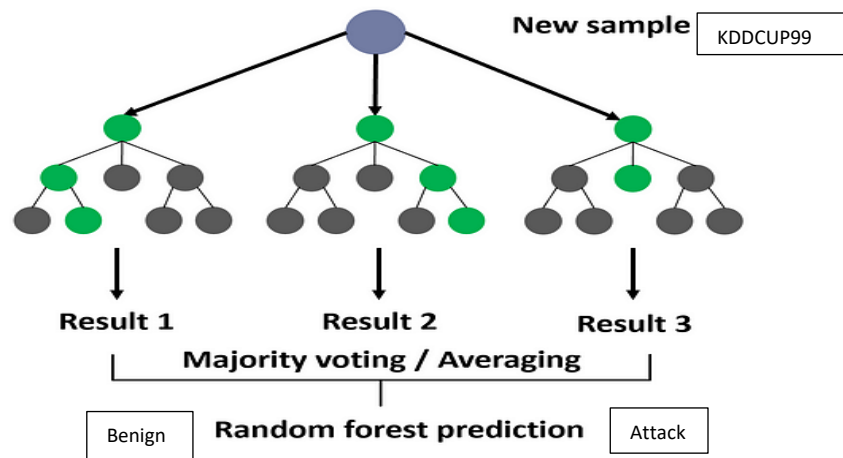 New sample
KDDCUP99
Result 1
Result 2
Result 3
Majority voting / Averaging
Benign
Random forest prediction
Attack